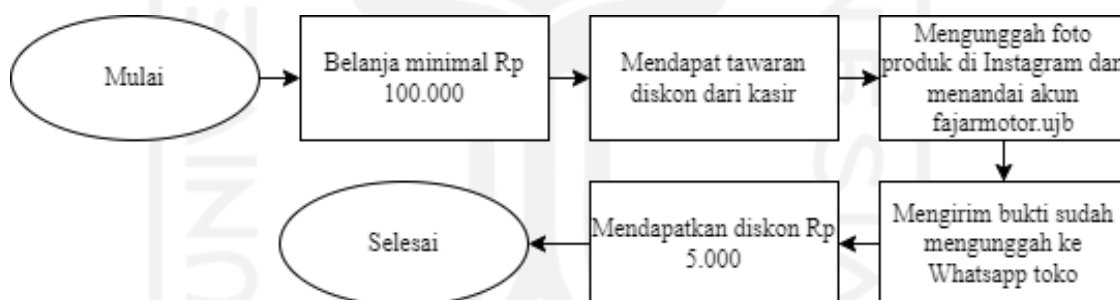 Mulai
Belanja minimal Rp
100.000
Mendapat tawaran
diskon dari kasir
Mengunggah foto
produk di Instagram dan
menandai akun
fajarmotor.ujb
Mengirim bukti sudah
mengunggah ke
Whatsapp toko
Mendapatkan diskon Rp
5.000
Selesai